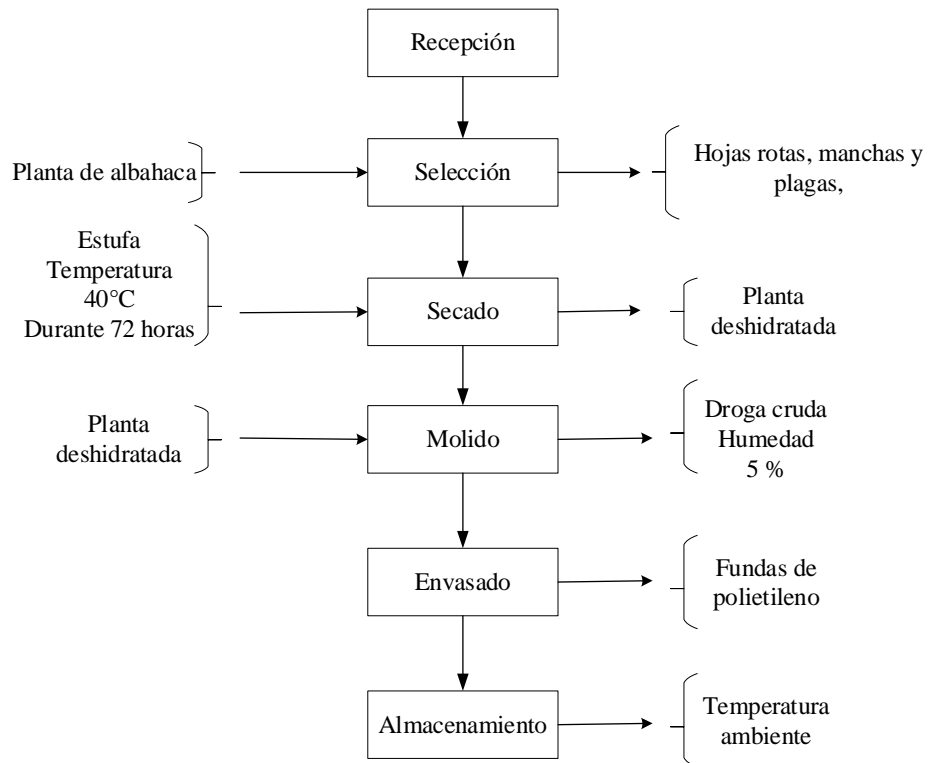 Recepción
Planta de albahaca
Selección
Hojas rotas, manchas y
plagas,
Estufa
Temperatura
40°C
Durante 72 horas
Secado
Planta
deshidratada
Planta
deshidratada
Molido
Droga cruda
Humedad
5 %
Envasado
Fundas de
polietileno
Almacenamiento
Temperatura
ambiente